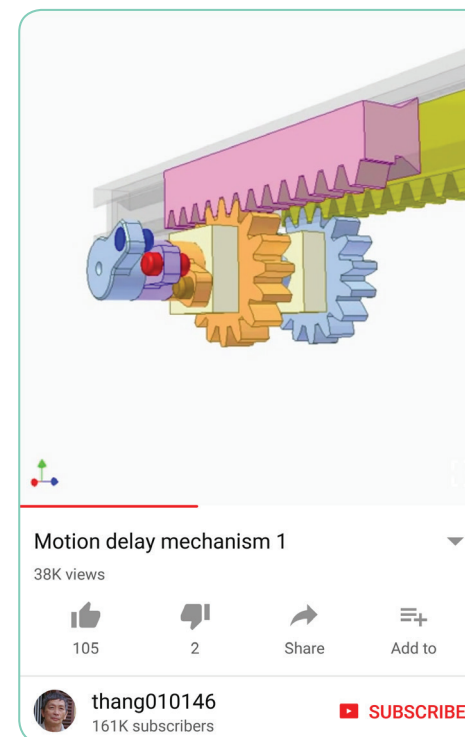 Motion delay mechanism 1
38K views
105
2
Share
Add to
thang010146
161K subscribers
SUBSCRIBE